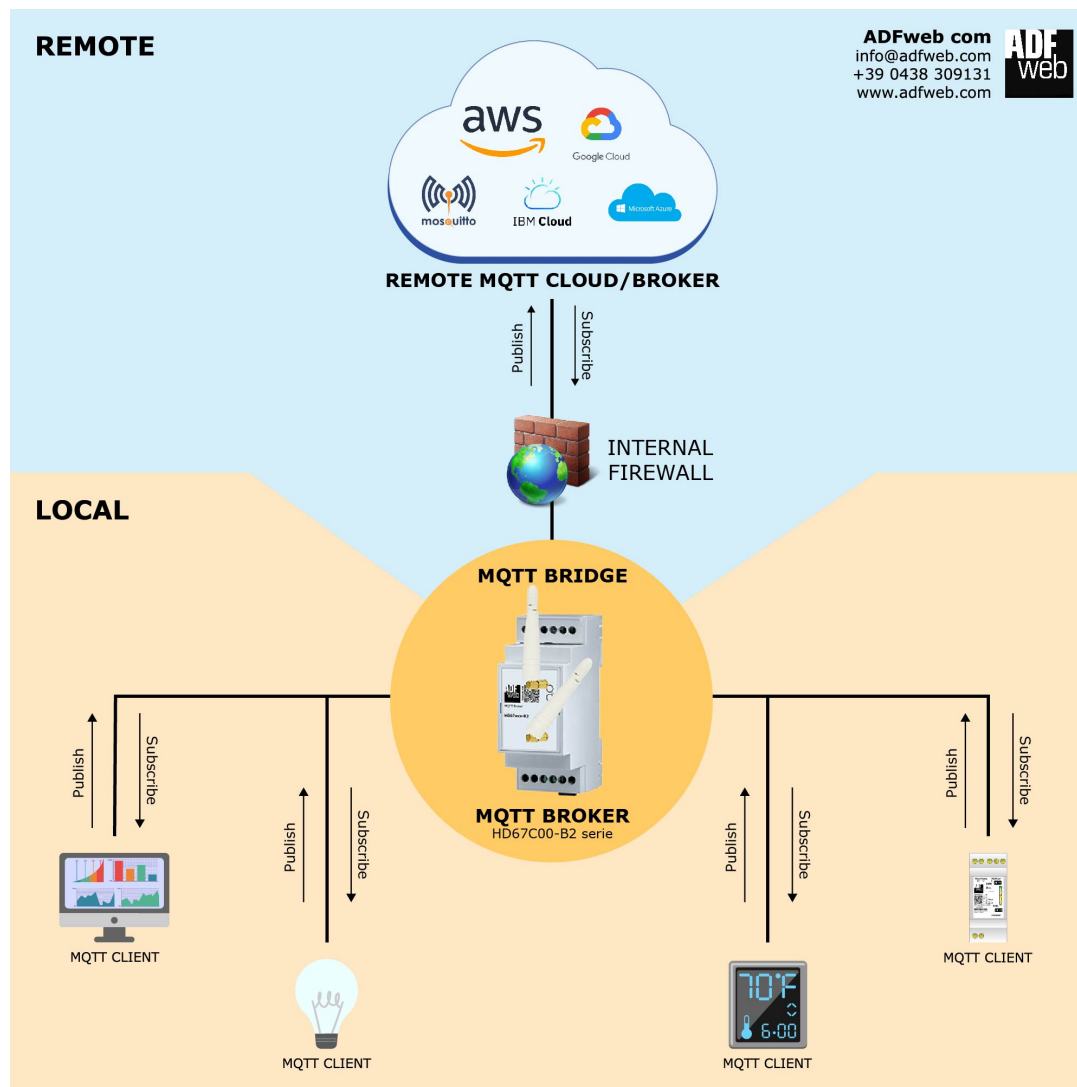 REMOTE
ADFweb com
info@adfweb.com
+39 0438 309131
www.adfweb.com
ADF
web
aws
Google Cloud
mosquitto
IBM Cloud
Microsoft Azure
REMOTE MQTT CLOUD/BROKER
Publish
Subscribe
INTERNAL
FIREWALL
LOCAL
MQTT BRIDGE
ADF
web
MQTT BROKER
HD67C00-B2 serie
Publish
Subscribe
Publish
Subscribe
Publish
Subscribe
Publish
Subscribe
MQTT CLIENT
MQTT CLIENT
70°F
6:00
MQTT CLIENT
MQTT CLIENT